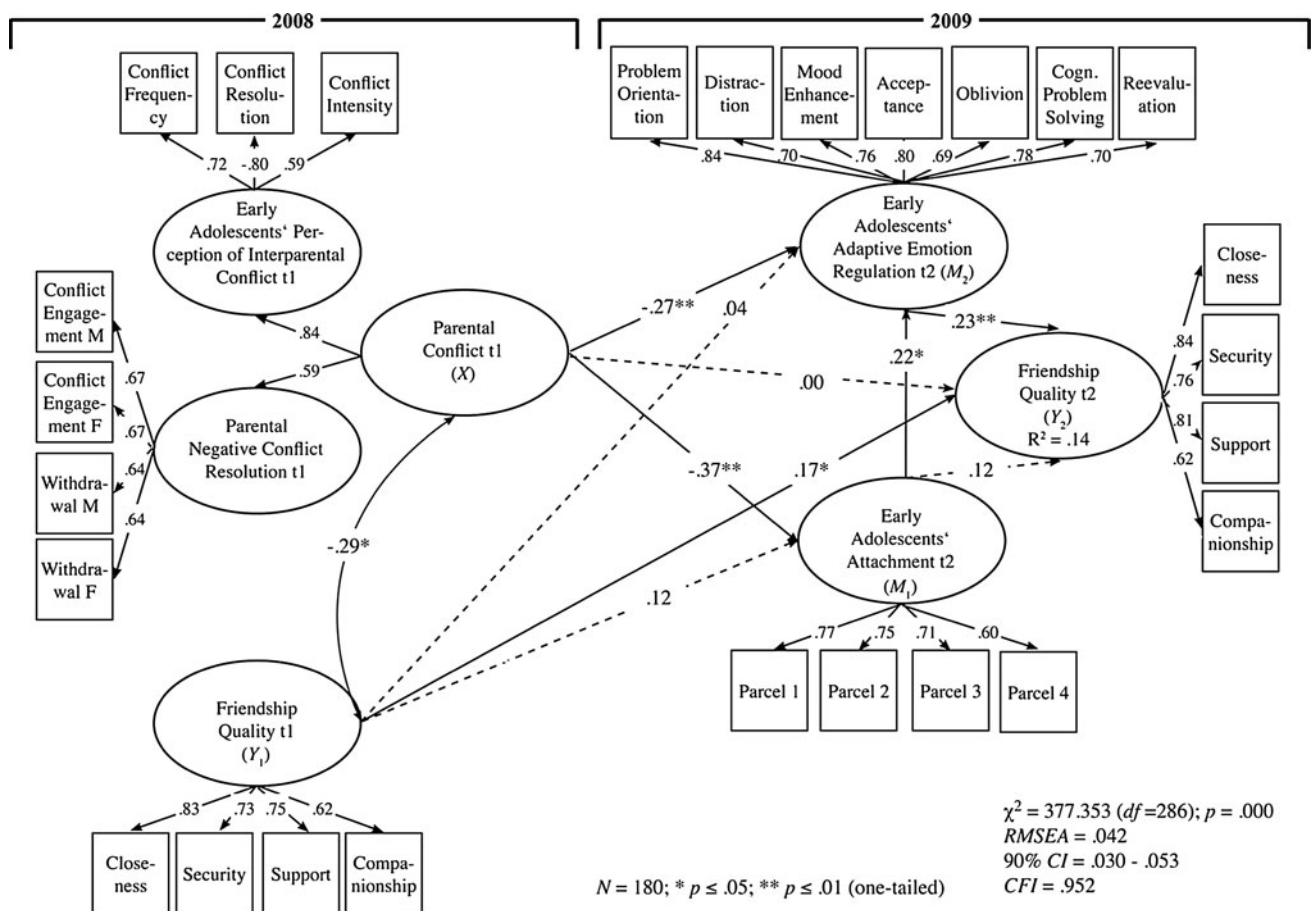 2008
2009
Conflict
Frequen-
cy
Conflict
Resolu-
tion
Conflict
Intensity
Problem
Orienta-
tion
Distrac-
tion
Mood
Enhance-
ment
Accep-
tance
Oblivion
Cogn.
Problem
Solving
Reevalu-
ation
.72
-.80
.59
.84
.70
.76
.80
.69
.78
.70
Early
Adolescents‘ Per-
ception of Interparental
Conflict t1
Early
Adolescents‘
Adaptive Emotion
Regulation t2 (M2)
Conflict
Engage-
ment M
Conflict
Engage-
ment F
Withdra-
wal M
Withdra-
wal F
.67
.67
.64
.64
.84
.59
Parental
Conflict t1
(X)
Parental
Negative Conflict
Resolution t1
-.27**
.04
.00
.22*
.23**
-.37**
.17*
.12
-.29*
.12
Friendship
Quality t2
(Y2)
R² = .14
.84
.76
.81
.62
Close-
ness
Security
Support
Compa-
nionship
Early
Adolescents‘
Attachment t2
(M1)
.77
.75
.71
.60
Parcel 1
Parcel 2
Parcel 3
Parcel 4
Friendship
Quality t1
(Y1)
.83
.73
.75
.62
Close-
ness
Security
Support
Compa-
nionship
N = 180; * p ≤ .05; ** p ≤ .01 (one-tailed)
χ² = 377.353 (df=286); p = .000
RMSEA = .042
90% CI = .030 - .053
CFI = .952